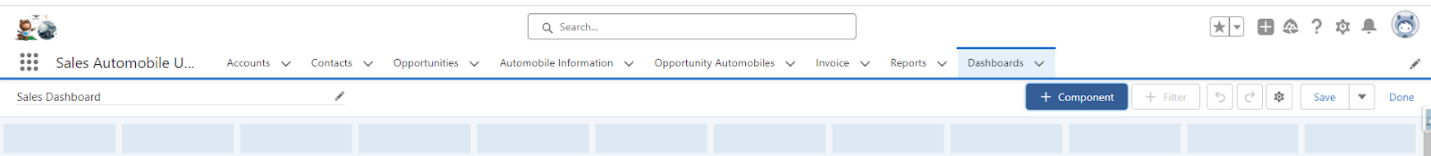 Search...
Sales Automobile U... Accounts Contacts Opportunities Automobile Information Opportunity Automobiles Invoice Reports Dashboards
Sales Dashboard + Component + Filter Save Done